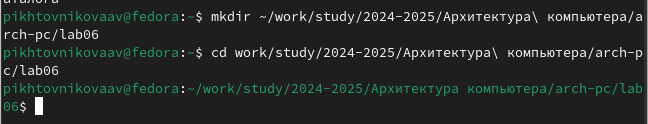 аталога
pikhtovnikovaav@fedora:~$ mkdir ~/work/study/2024-2025/Архитектура\ компьютера/a
rch-pc/lab06
pikhtovnikovaav@fedora:~$ cd work/study/2024-2025/Архитектура\ компьютера/arch-p
c/lab06
pikhtovnikovaav@fedora:~/work/study/2024-2025/Архитектура компьютера/arch-pc/lab
06$